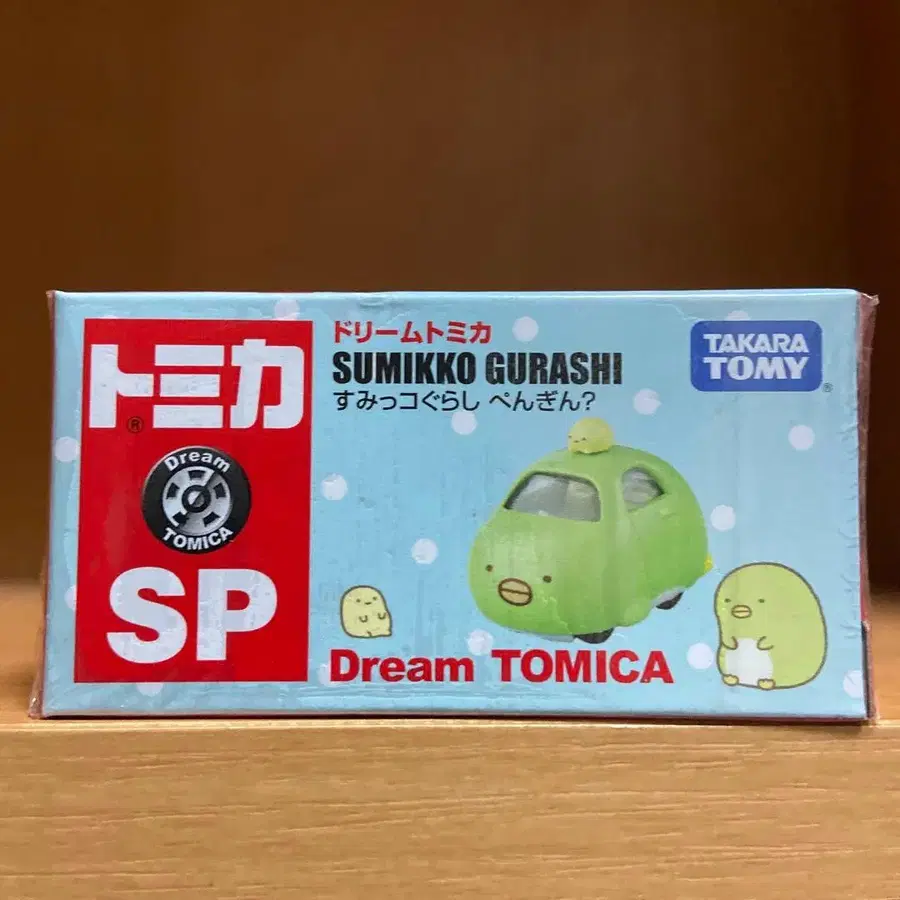 トミカ
®
Dream
TOMICA
SP
ドリームトミカ
SUMIKKO GURASHI
すみっコぐらし ぺんぎん?
TAKARA
TOMY
®
Dream TOMICA